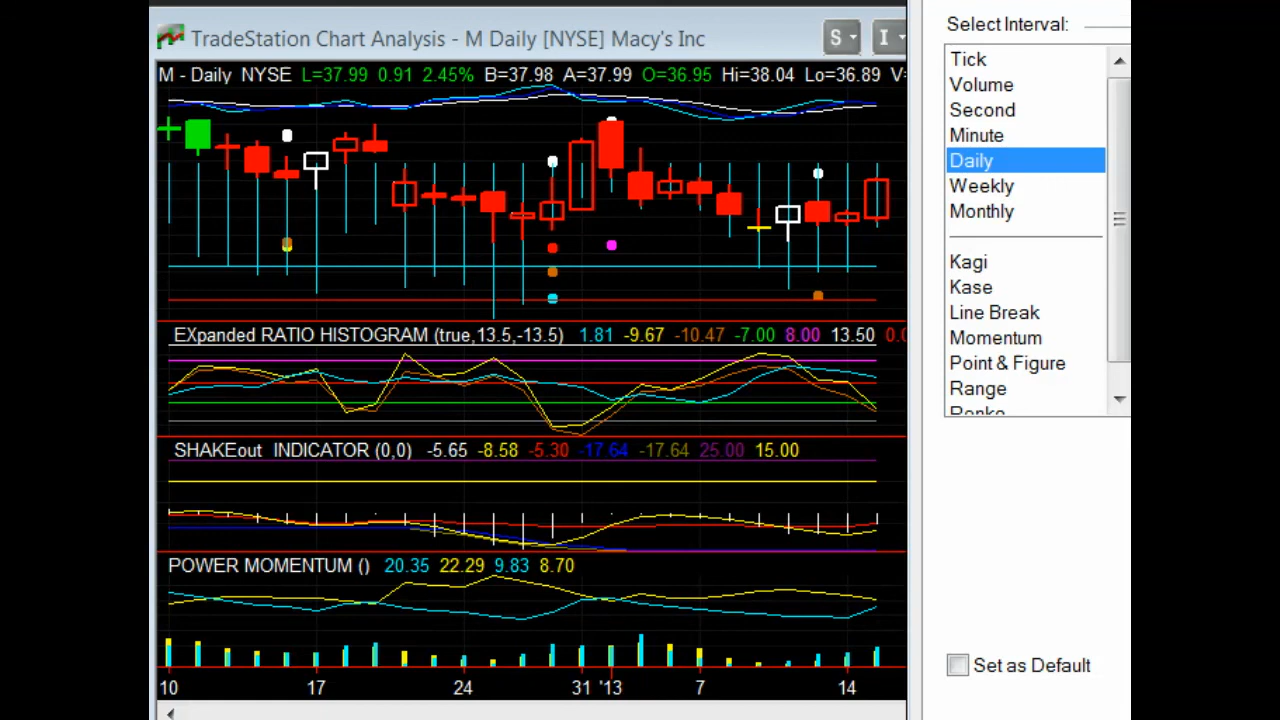 TradeStation Chart Analysis - M Daily [NYSE] Macy's Inc
S
I
M - Daily NYSE L=37.99 0.91 2.45% B=37.98 A=37.99 O=36.95 Hi=38.04 Lo=36.89 V=
EXpanded RATIO HISTOGRAM (true,13.5,-13.5) 1.81 -9.67 -10.47 -7.00 8.00 13.50 0.0
SHAKEout INDICATOR (0,0) -5.65 -8.58 -5.30 -17.64 -17.64 25.00 15.00
POWER MOMENTUM () 20.35 22.29 9.83 8.70
10 17 24 31 '13 7 14
Select Interval:
Tick
Volume
Second
Minute
Daily
Weekly
Monthly
Kagi
Kase
Line Break
Momentum
Point & Figure
Range
Renko
Set as Default